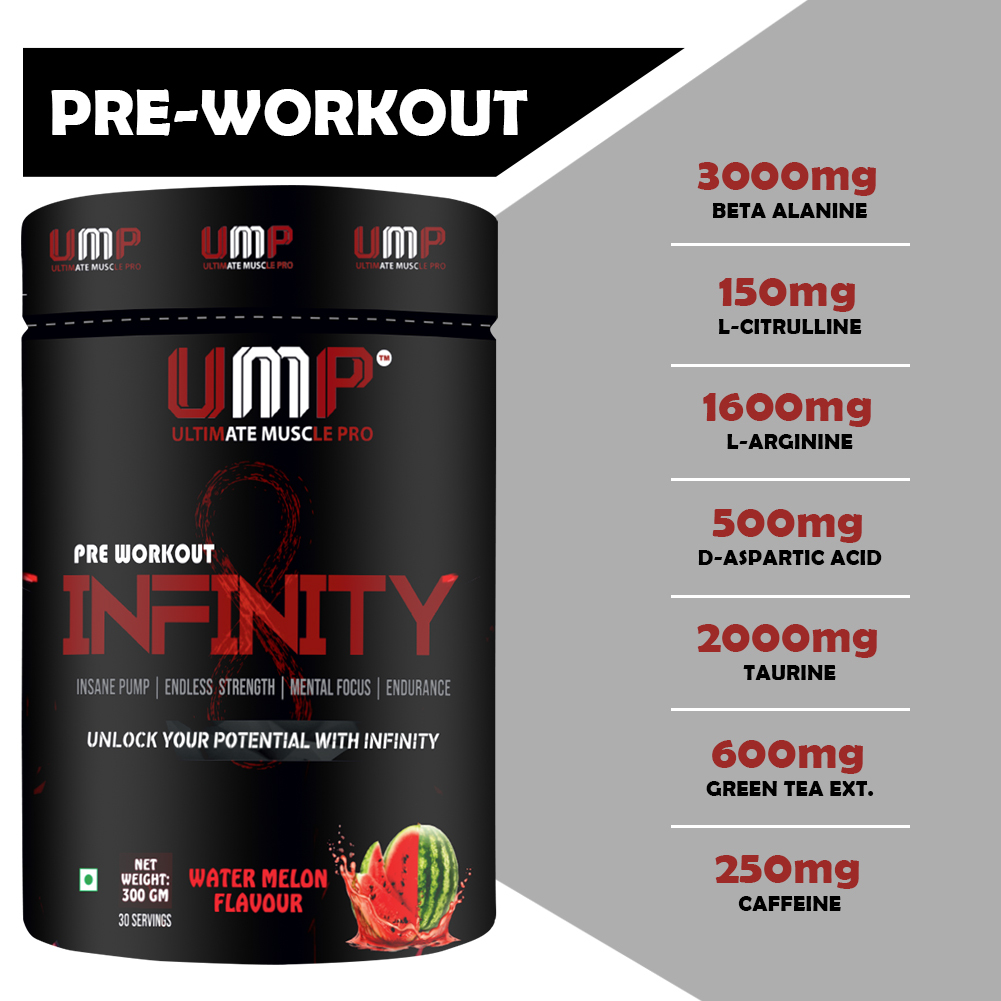 PRE-WORKOUT
UMP UMP UMP
ULTIMATE MUSCLE PRO ULTIMATE MUSCLE PRO ULTIMATE MUSCLE PRO
UMP™
ULTIMATE MUSCLE PRO
PRE WORKOUT
INFINITY
INSANE PUMP | ENDLESS STRENGTH | MENTAL FOCUS | ENDURANCE
UNLOCK YOUR POTENTIAL WITH INFINITY
NET
WEIGHT:
300 GM
30 SERVINGS
WATER MELON
FLAVOUR
3000mg
BETA ALANINE
150mg
L-CITRULLINE
1600mg
L-ARGININE
500mg
D-ASPARTIC ACID
2000mg
TAURINE
600mg
GREEN TEA EXT.
250mg
CAFFEINE